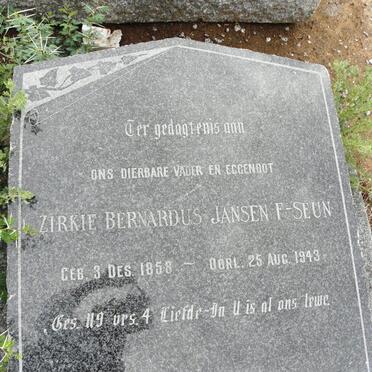 Ter gedagtenis aan
ONS DIERBARE VADER EN EGGENOOT
ZIRKIE BERNARDUS JANSEN F-SEUN
GEB. 3 DES. 1858 — OORL. 25 AUG. 1943
Ges. 119 vrs. 4 Liefde-In U is al ons lewe.